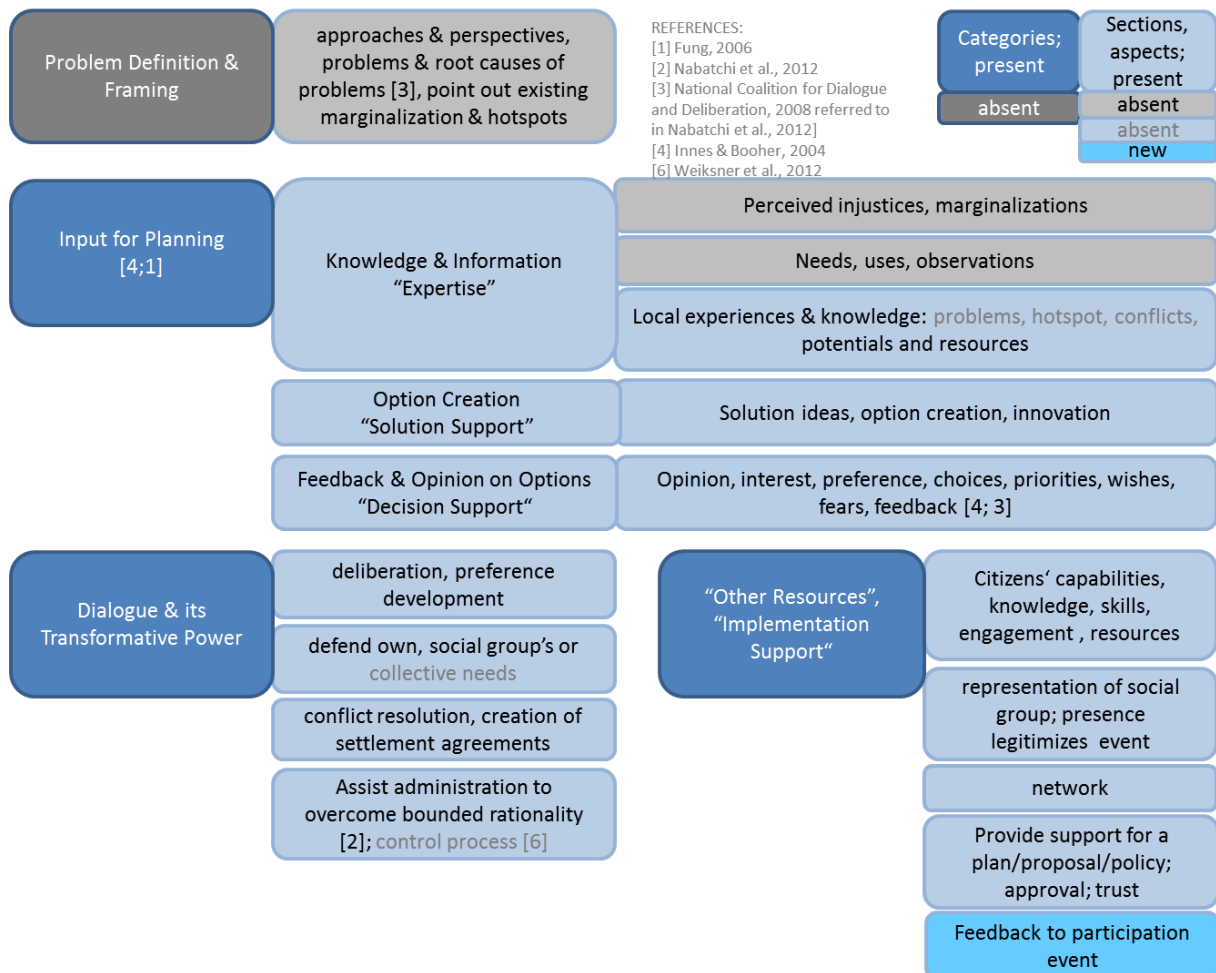 Problem Definition &
Framing
approaches & perspectives,
problems & root causes of
problems [3], point out existing
marginalization & hotspots
REFERENCES:
[1] Fung, 2006
[2] Nabatchi et al., 2012
[3] National Coalition for Dialogue
and Deliberation, 2008 referred to
in Nabatchi et al., 2012]
[4] Innes & Booher, 2004
[6] Weiksner et al., 2012
Categories;
present
absent
Sections,
aspects;
present
absent
absent
new
Input for Planning
[4;1]
Knowledge & Information
“Expertise”
Perceived injustices, marginalizations
Needs, uses, observations
Local experiences & knowledge: problems, hotspot, conflicts,
potentials and resources
Option Creation
“Solution Support”
Solution ideas, option creation, innovation
Feedback & Opinion on Options
“Decision Support“
Opinion, interest, preference, choices, priorities, wishes,
fears, feedback [4; 3]
Dialogue & its
Transformative Power
deliberation, preference
development
defend own, social group’s or
collective needs
conflict resolution, creation of
settlement agreements
Assist administration to
overcome bounded rationality
[2]; control process [6]
“Other Resources”,
“Implementation
Support“
Citizens‘ capabilities,
knowledge, skills,
engagement , resources
representation of social
group; presence
legitimizes event
network
Provide support for a
plan/proposal/policy;
approval; trust
Feedback to participation
event